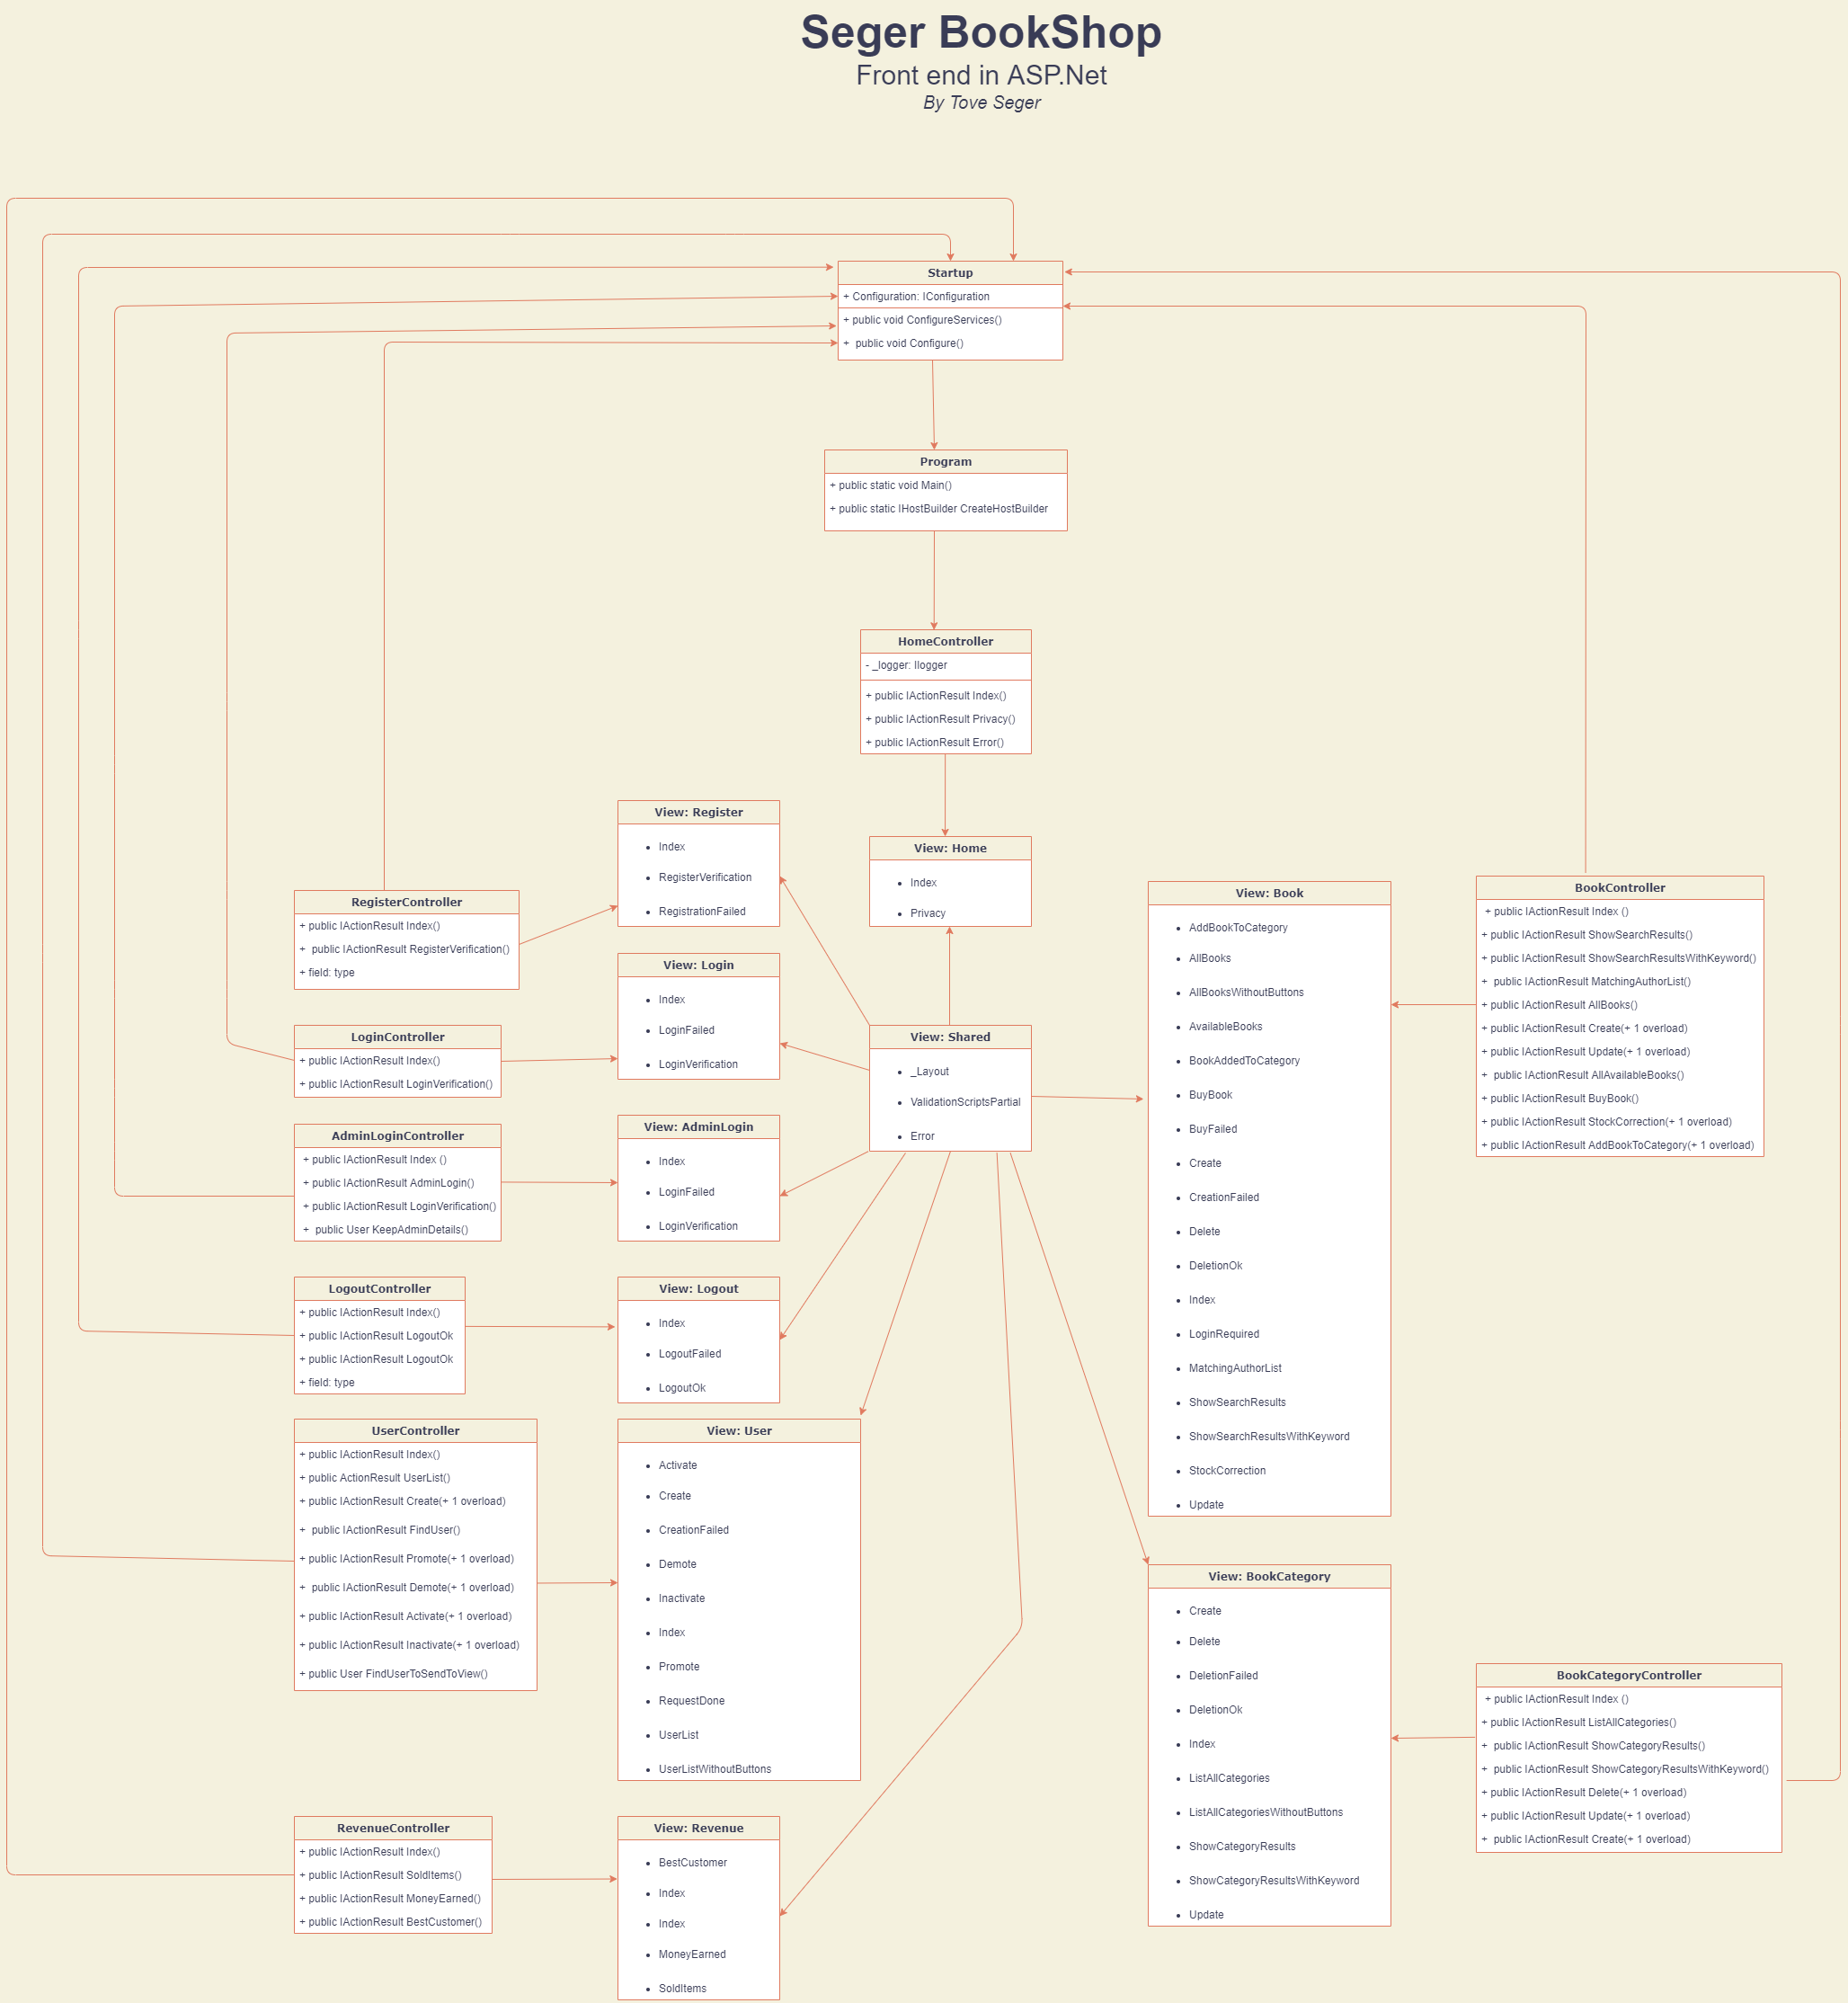 Seger BookShop
Front end in ASP.Net
By Tove Seger
Startup
+ Configuration: IConfiguration
+ public void ConfigureServices()
+  public void Configure()
Program
+ public static void Main()
+ public static IHostBuilder CreateHostBuilder
HomeController
- _logger: Ilogger
+ public IActionResult Index()
+ public IActionResult Privacy()
+ public IActionResult Error()
View: Register
• Index
• RegisterVerification
• RegistrationFailed
View: Home
• Index
• Privacy
RegisterController
+ public IActionResult Index()
+  public IActionResult RegisterVerification()
+ field: type
View: Login
• Index
• LoginFailed
• LoginVerification
LoginController
+ public IActionResult Index()
+ public IActionResult LoginVerification()
View: Shared
• _Layout
• ValidationScriptsPartial
• Error
AdminLoginController
+ public IActionResult Index ()
+ public IActionResult AdminLogin()
+ public IActionResult LoginVerification()
+  public User KeepAdminDetails()
View: AdminLogin
• Index
• LoginFailed
• LoginVerification
LogoutController
+ public IActionResult Index()
+ public IActionResult LogoutOk
+ public IActionResult LogoutOk
+ field: type
View: Logout
• Index
• LogoutFailed
• LogoutOk
UserController
+ public IActionResult Index()
+ public ActionResult UserList()
+ public IActionResult Create(+ 1 overload)
+  public IActionResult FindUser()
+ public IActionResult Promote(+ 1 overload)
+  public IActionResult Demote(+ 1 overload)
+ public IActionResult Activate(+ 1 overload)
+ public IActionResult Inactivate(+ 1 overload)
+ public User FindUserToSendToView()
View: User
• Activate
• Create
• CreationFailed
• Demote
• Inactivate
• Index
• Promote
• RequestDone
• UserList
• UserListWithoutButtons
RevenueController
+ public IActionResult Index()
+ public IActionResult SoldItems()
+ public IActionResult MoneyEarned()
+ public IActionResult BestCustomer()
View: Revenue
• BestCustomer
• Index
• Index
• MoneyEarned
• SoldItems
View: Book
• AddBookToCategory
• AllBooks
• AllBooksWithoutButtons
• AvailableBooks
• BookAddedToCategory
• BuyBook
• BuyFailed
• Create
• CreationFailed
• Delete
• DeletionOk
• Index
• LoginRequired
• MatchingAuthorList
• ShowSearchResults
• ShowSearchResultsWithKeyword
• StockCorrection
• Update
BookController
+ public IActionResult Index ()
+ public IActionResult ShowSearchResults()
+ public IActionResult ShowSearchResultsWithKeyword()
+  public IActionResult MatchingAuthorList()
+ public IActionResult AllBooks()
+ public IActionResult Create(+ 1 overload)
+ public IActionResult Update(+ 1 overload)
+  public IActionResult AllAvailableBooks()
+ public IActionResult BuyBook()
+ public IActionResult StockCorrection(+ 1 overload)
+ public IActionResult AddBookToCategory(+ 1 overload)
View: BookCategory
• Create
• Delete
• DeletionFailed
• DeletionOk
• Index
• ListAllCategories
• ListAllCategoriesWithoutButtons
• ShowCategoryResults
• ShowCategoryResultsWithKeyword
• Update
BookCategoryController
+ public IActionResult Index ()
+ public IActionResult ListAllCategories()
+  public IActionResult ShowCategoryResults()
+  public IActionResult ShowCategoryResultsWithKeyword()
+ public IActionResult Delete(+ 1 overload)
+ public IActionResult Update(+ 1 overload)
+  public IActionResult Create(+ 1 overload)